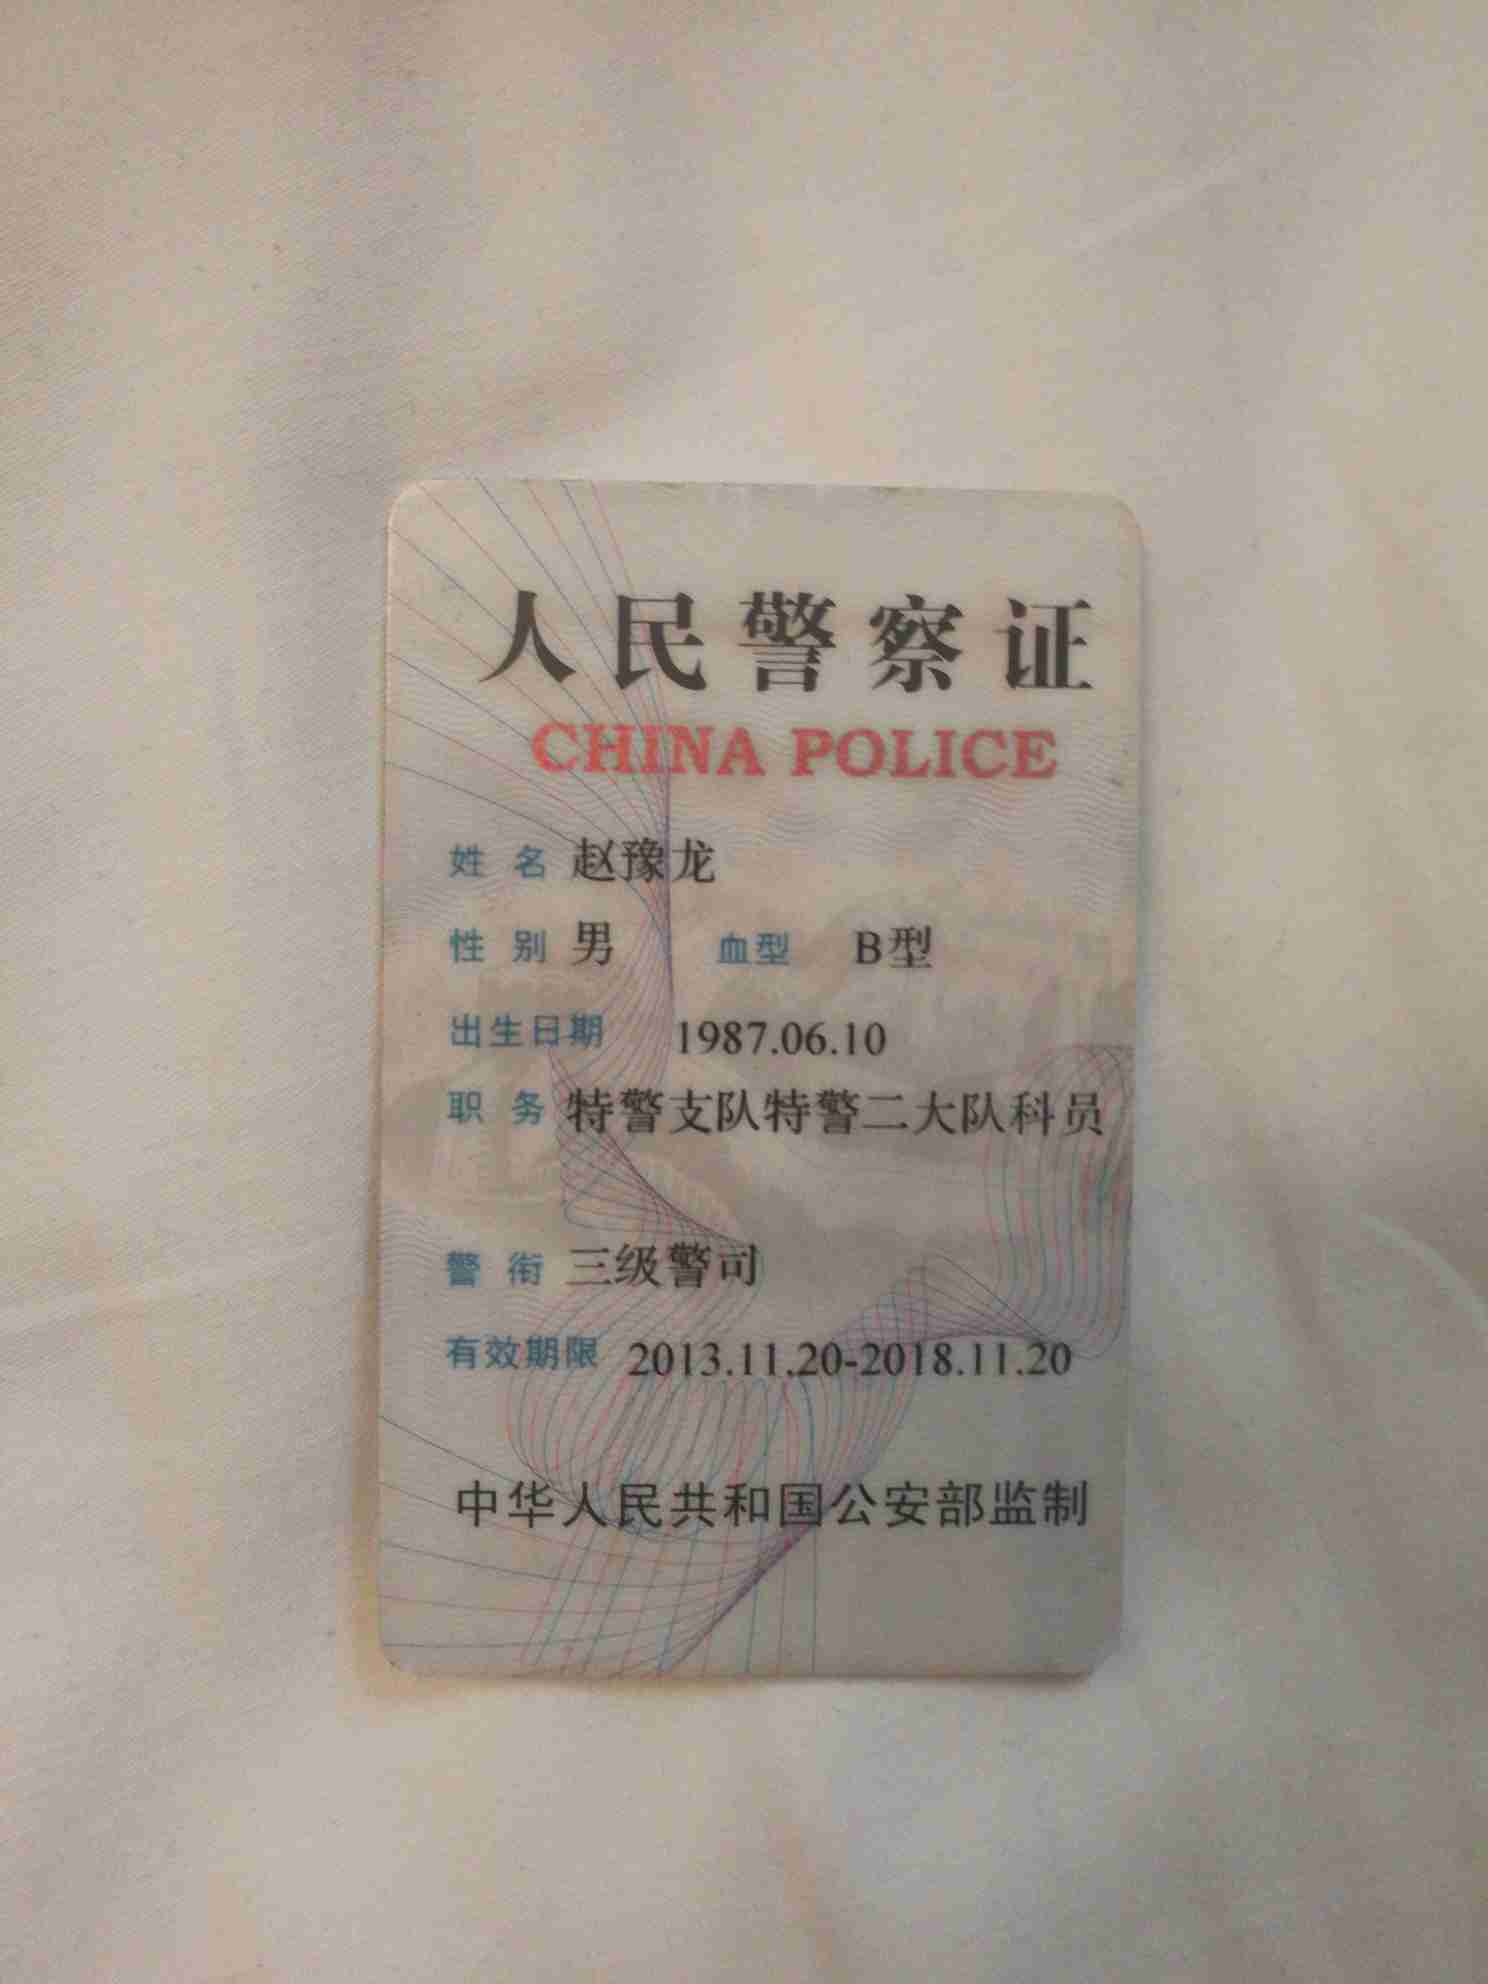 人民警察证
CHINA POLICE
姓 名 赵豫龙
性 别 男 血型 B型
出生日期 1987.06.10
职 务 特警支队特警二大队科员
警 衔 三级警司
有效期限 2013.11.20-2018.11.20
中华人民共和国公安部监制